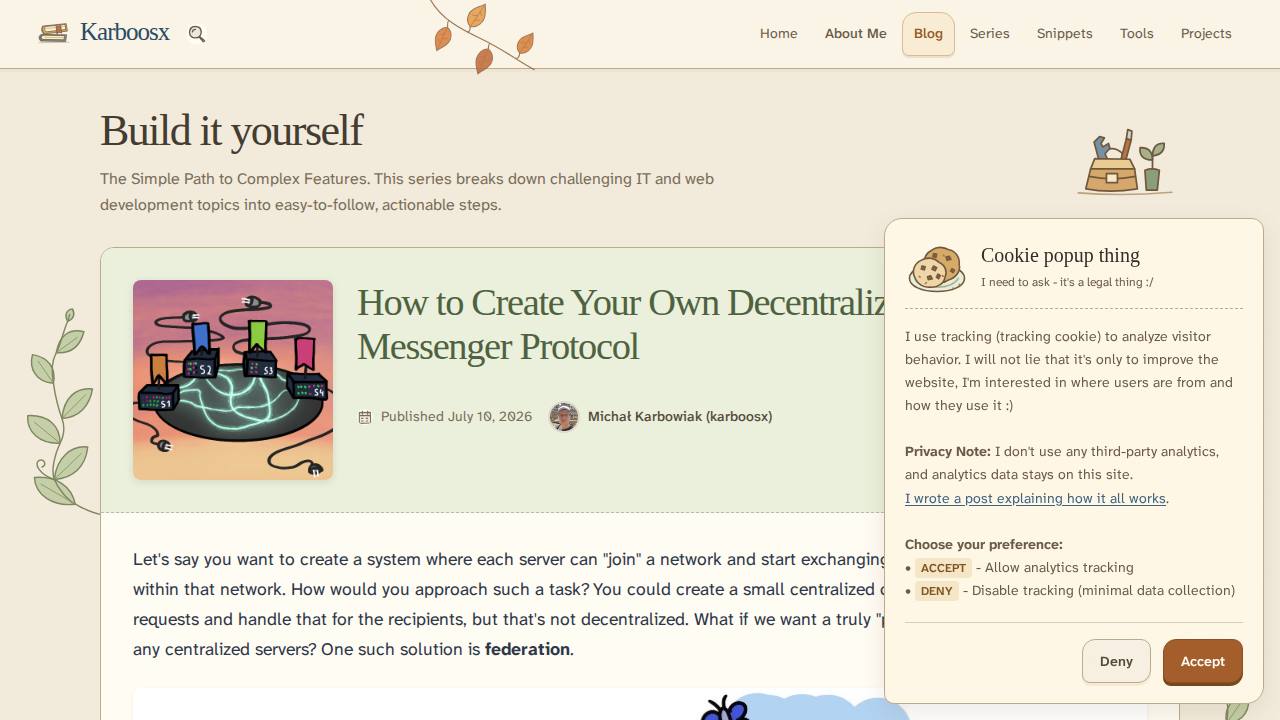 Karboosx
Home
About Me
Blog
Series
Snippets
Tools
Projects
Build it yourself
The Simple Path to Complex Features. This series breaks down challenging IT and web
development topics into easy-to-follow, actionable steps.
S1
S2
S3
S4
How to Create Your Own Decentraliz
Messenger Protocol
Published July 10, 2026
Michał Karbowiak (karboosx)
Let's say you want to create a system where each server can "join" a network and start exchanging
within that network. How would you approach such a task? You could create a small centralized
requests and handle that for the recipients, but that's not decentralized. What if we want a truly
any centralized servers? One such solution is federation.
Cookie popup thing
I need to ask - it's a legal thing :/
I use tracking (tracking cookie) to analyze visitor
behavior. I will not lie that it's only to improve the
website, I'm interested in where users are from and
how they use it :)
Privacy Note: I don't use any third-party analytics,
and analytics data stays on this site.
I wrote a post explaining how it all works.
Choose your preference:
• ACCEPT - Allow analytics tracking
• DENY - Disable tracking (minimal data collection)
Deny
Accept